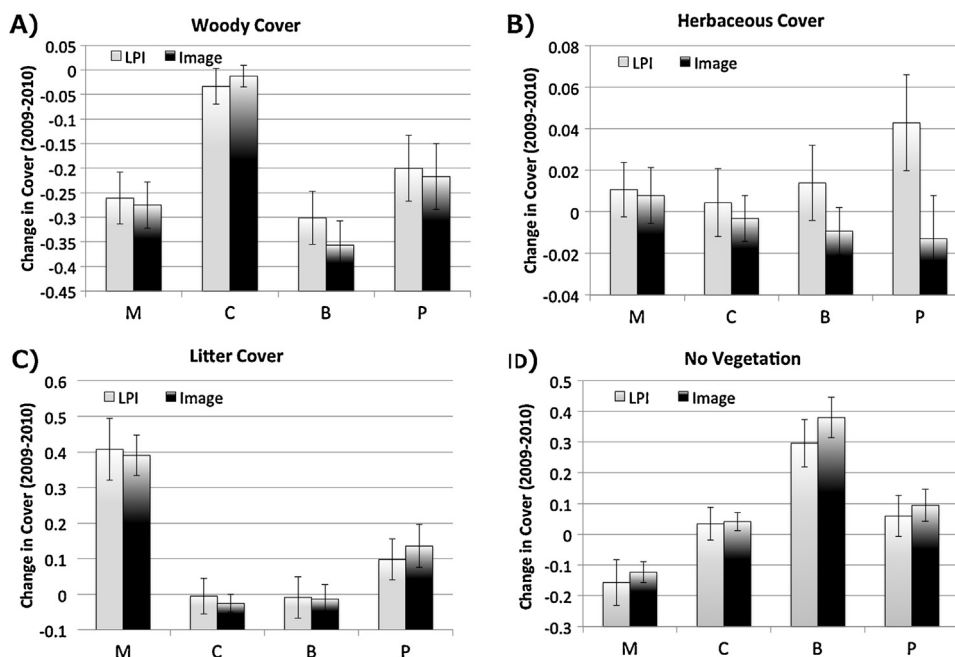 A)
Woody Cover
LPI Image
Change in Cover (2009-2010)
0.05
0
-0.05
-0.1
-0.15
-0.2
-0.25
-0.3
-0.35
-0.4
-0.45
M C B P
B)
Herbaceous Cover
LPI Image
Change in Cover (2009-2010)
0.08
0.06
0.04
0.02
0
-0.02
-0.04
M C B P
C)
Litter Cover
LPI Image
Change in Cover (2009-2010)
0.6
0.5
0.4
0.3
0.2
0.1
0
-0.1
M C B P
ID)
No Vegetation
LPI Image
Change in Cover (2009-2010)
0.5
0.4
0.3
0.2
0.1
0
-0.1
-0.2
-0.3
M C B P